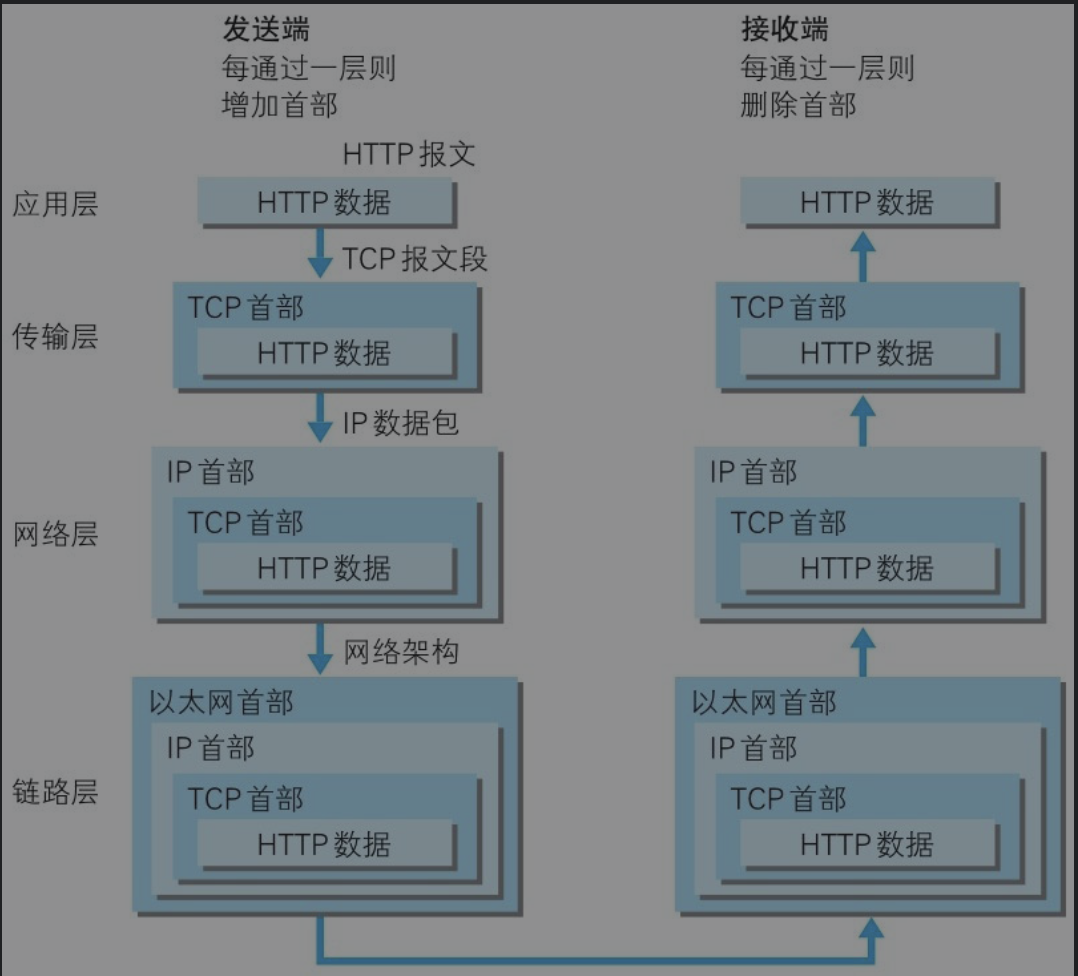 发送端
每通过一层则
增加首部
接收端
每通过一层则
删除首部
HTTP 报文
应用层
HTTP 数据
HTTP 数据
TCP 报文段
传输层
TCP 首部
HTTP 数据
TCP 首部
HTTP 数据
IP 数据包
网络层
IP 首部
TCP 首部
HTTP 数据
IP 首部
TCP 首部
HTTP 数据
网络架构
链路层
以太网首部
IP 首部
TCP 首部
HTTP 数据
以太网首部
IP 首部
TCP 首部
HTTP 数据